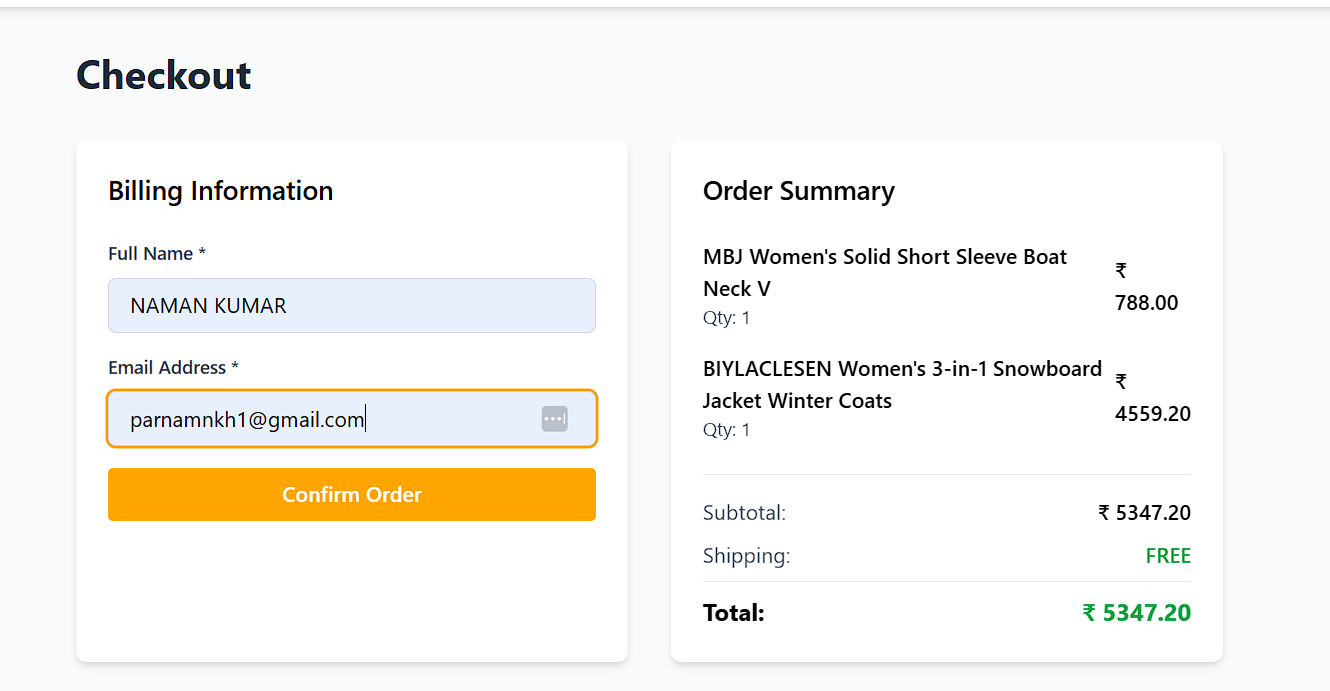 Checkout
Billing Information
Full Name *
NAMAN KUMAR
Email Address *
parnamnkh1@gmail.com
Confirm Order
Order Summary
MBJ Women's Solid Short Sleeve Boat
Neck V
Qty: 1
₹
788.00
BIYLACLESEN Women's 3-in-1 Snowboard
Jacket Winter Coats
Qty: 1
₹
4559.20
Subtotal: ₹ 5347.20
Shipping: FREE
Total: ₹ 5347.20